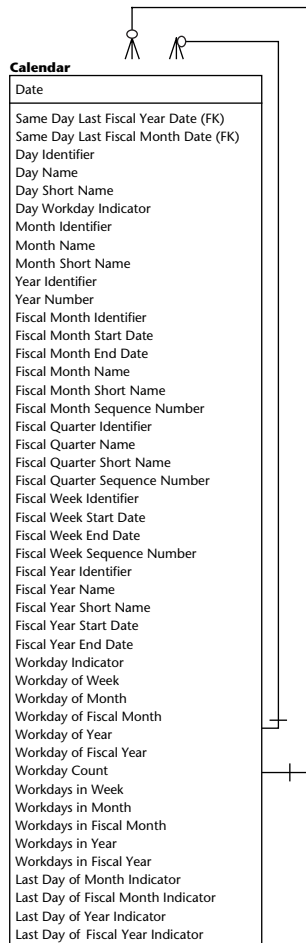 Calendar
Date
Same Day Last Fiscal Year Date (FK)
Same Day Last Fiscal Month Date (FK)
Day Identifier
Day Name
Day Short Name
Day Workday Indicator
Month Identifier
Month Name
Month Short Name
Year Identifier
Year Number
Fiscal Month Identifier
Fiscal Month Start Date
Fiscal Month End Date
Fiscal Month Name
Fiscal Month Short Name
Fiscal Month Sequence Number
Fiscal Quarter Identifier
Fiscal Quarter Name
Fiscal Quarter Short Name
Fiscal Quarter Sequence Number
Fiscal Week Identifier
Fiscal Week Start Date
Fiscal Week End Date
Fiscal Week Sequence Number
Fiscal Year Identifier
Fiscal Year Name
Fiscal Year Short Name
Fiscal Year Start Date
Fiscal Year End Date
Workday Indicator
Workday of Week
Workday of Month
Workday of Fiscal Month
Workday of Year
Workday of Fiscal Year
Workday Count
Workdays in Week
Workdays in Month
Workdays in Fiscal Month
Workdays in Year
Workdays in Fiscal Year
Last Day of Month Indicator
Last Day of Fiscal Month Indicator
Last Day of Year Indicator
Last Day of Fiscal Year Indicator